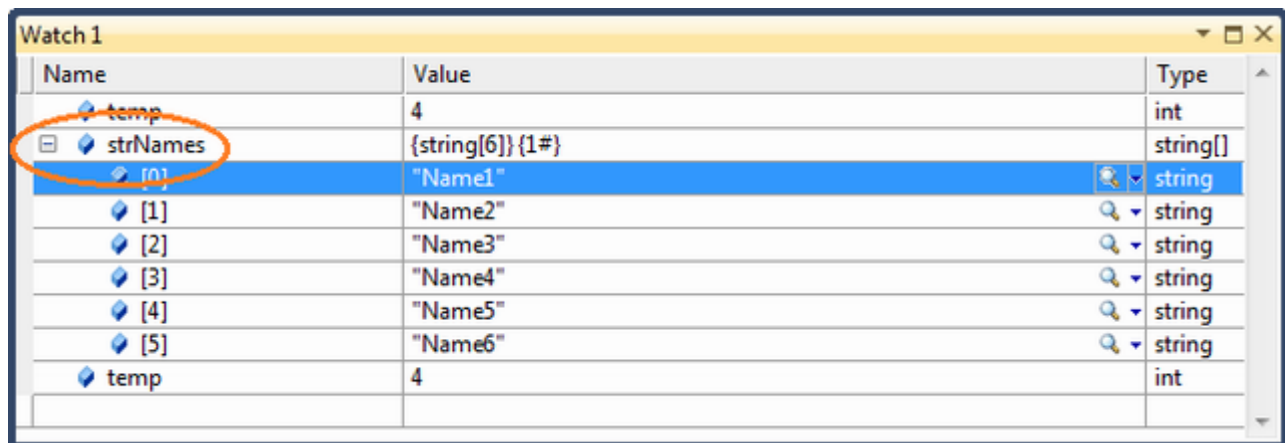 Watch 1
Name Value Type
temp 4 int
strNames {string[6]}{1#} string[]
[0] "Name1" string
[1] "Name2" string
[2] "Name3" string
[3] "Name4" string
[4] "Name5" string
[5] "Name6" string
temp 4 int